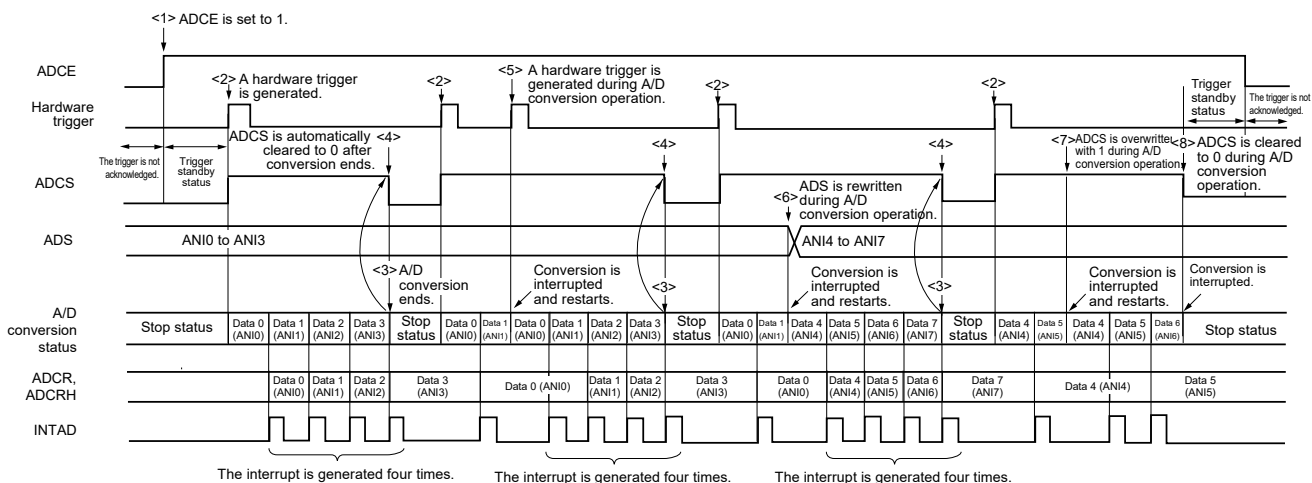 <1> ADCE is set to 1.
ADCE
<2> A hardware trigger
is generated.
<2>
<5> A hardware trigger is
generated during A/D
conversion operation.
<2>
<2>
Trigger
standby
status
The trigger is not
acknowledged.
Hardware
trigger
The trigger is not
acknowledged.
Trigger
standby
status
ADCS is automatically
cleared to 0 after
conversion ends.
<4>
<4>
<4>
<7> ADCS is overwritter
with 1 during A/D
conversion operation
<8> ADCS is cleared
to 0 during A/D
conversion
operation.
ADCS
<6> ADS is rewritten
during A/D
conversion operation.
ADS
ANI0 to ANI3
ANI4 to ANI7
<3> A/D
conversion
ends.
Conversion is
interrupted
and restarts.
<3>
Conversion is
interrupted
and restarts.
<3>
Conversion is
interrupted
and restarts.
Conversion is
interrupted.
A/D
conversion
status
Stop status
Data 0 (ANI0)
Data 1 (ANI1)
Data 2 (ANI2)
Data 3 (ANI3)
Stop status
Data 0 (ANI0)
Data 1 (ANI1)
Data 0 (ANI0)
Data 1 (ANI1)
Data 2 (ANI2)
Data 3 (ANI3)
Stop status
Data 0 (ANI0)
Data 1 (ANI1)
Data 4 (ANI4)
Data 5 (ANI5)
Data 6 (ANI6)
Data 7 (ANI7)
Stop status
Data 4 (ANI4)
Data 5 (ANI5)
Data 4 (ANI4)
Data 5 (ANI5)
Data 6 (ANI6)
Stop status
ADCR,
ADCRH
Data 0 (ANI0)
Data 1 (ANI1)
Data 2 (ANI2)
Data 3 (ANI3)
Data 0 (ANI0)
Data 1 (ANI1)
Data 2 (ANI2)
Data 3 (ANI3)
Data 0 (ANI0)
Data 4 (ANI4)
Data 5 (ANI5)
Data 6 (ANI6)
Data 7 (ANI7)
Data 4 (ANI4)
Data 5 (ANI5)
INTAD
The interrupt is generated four times.
The interrupt is generated four times.
The interrupt is generated four times.